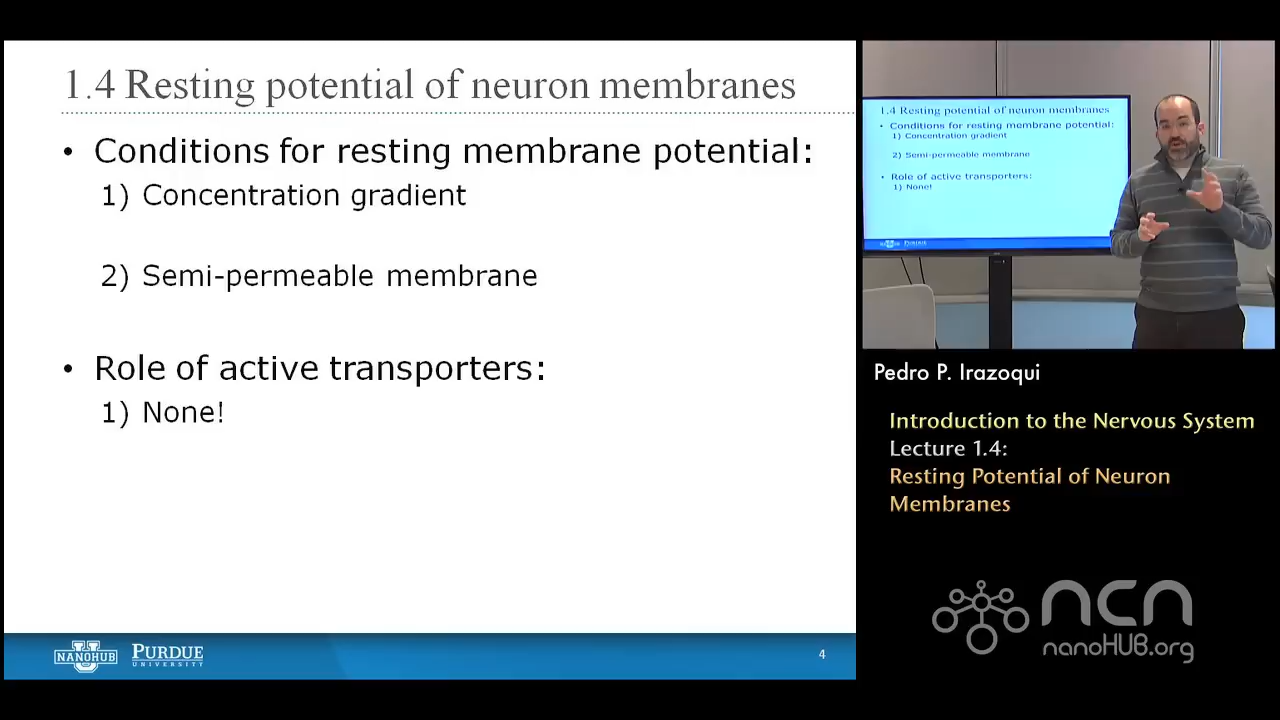 1.4 Resting potential of neuron membranes
• Conditions for resting membrane potential:
1) Concentration gradient
2) Semi-permeable membrane
• Role of active transporters:
1) None!
NANOHUB
PURDUE
UNIVERSITY
4
1.4 Resting potential of neuron membranes
• Conditions for resting membrane potential:
1) Concentration gradient
2) Semi-permeable membrane
• Role of active transporters:
1) None!
PURDUE
Pedro P. Irazoqui
Introduction to the Nervous System
Lecture 1.4:
Resting Potential of Neuron
Membranes
ncn
nanoHUB.org